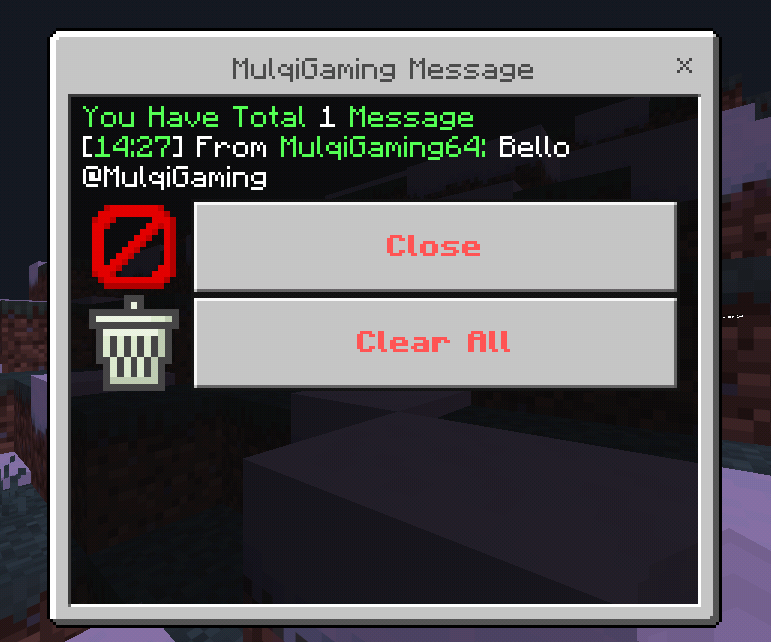 MulqiGaming Message
You Have Total 1 Message
[14:27] From MulqiGaming64: Bello
@MulqiGaming
Close
Clear All